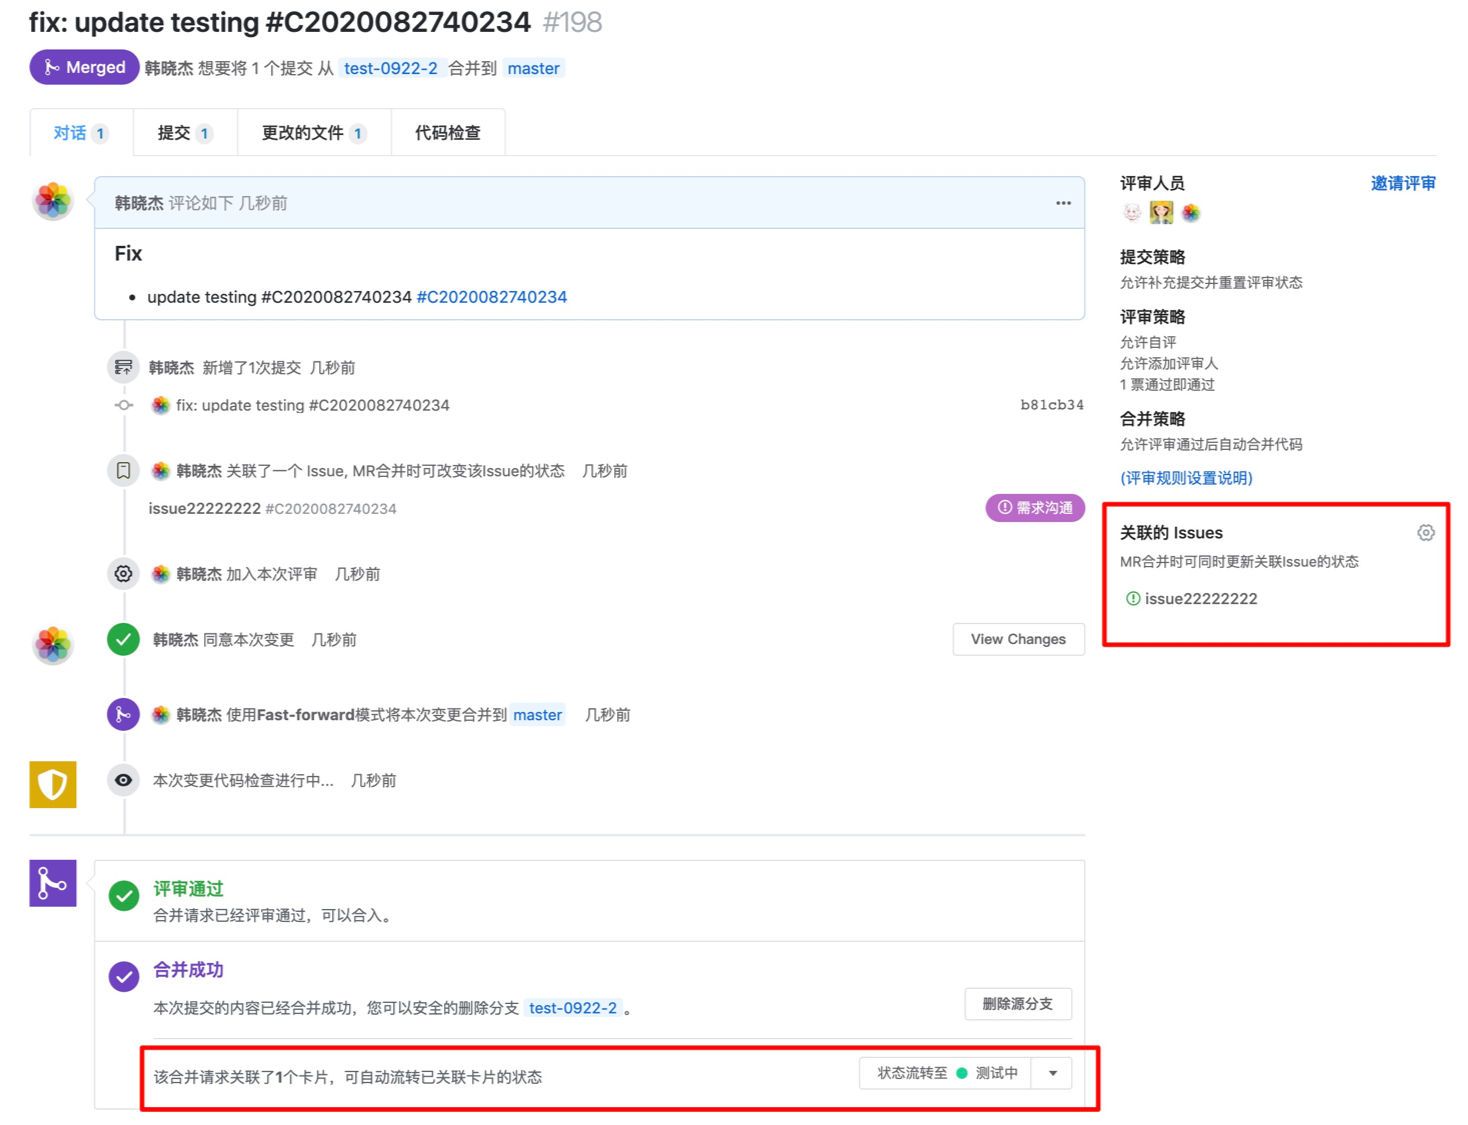 fix: update testing #C2020082740234 #198
Merged 韩晓杰 想要将 1 个提交 从 test-0922-2 合并到 master
对话 1 提交 1 更改的文件 1 代码检查
韩晓杰 评论如下 几秒前 ···
Fix
• update testing #C2020082740234 #C2020082740234
韩晓杰 新增了1次提交 几秒前
fix: update testing #C2020082740234 b81cb34
韩晓杰 关联了一个 Issue, MR合并时可改变该Issue的状态 几秒前
issue22222222 #C2020082740234 需求沟通
韩晓杰 加入本次评审 几秒前
韩晓杰 同意本次变更 几秒前 View Changes
韩晓杰 使用Fast-forward模式将本次变更合并到 master 几秒前
本次变更代码检查进行中... 几秒前
评审通过
合并请求已经评审通过，可以合入。
合并成功
本次提交的内容已经合并成功，您可以安全的删除分支 test-0922-2 。 删除源分支
该合并请求关联了1个卡片，可自动流转已关联卡片的状态 状态流转至 测试中
评审人员 邀请评审
提交策略
允许补充提交并重置评审状态
评审策略
允许自评
允许添加评审人
1 票通过即通过
合并策略
允许评审通过后自动合并代码
(评审规则设置说明)
关联的 Issues
MR合并时可同时更新关联Issue的状态
issue22222222